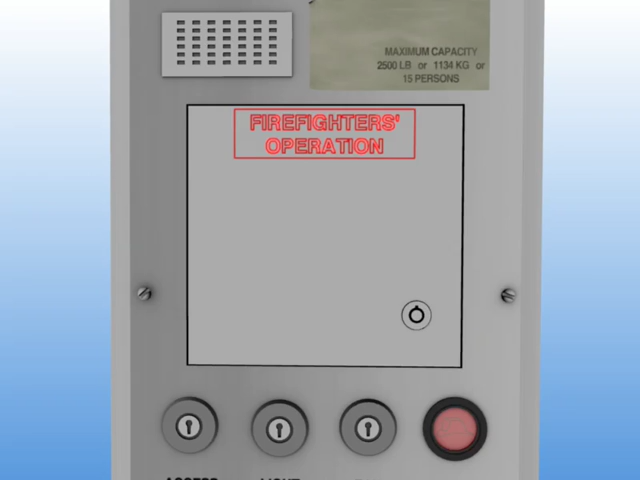 MAXIMUM CAPACITY
2500 LB or 1134 KG or
15 PERSONS
FIREFIGHTERS'
OPERATION